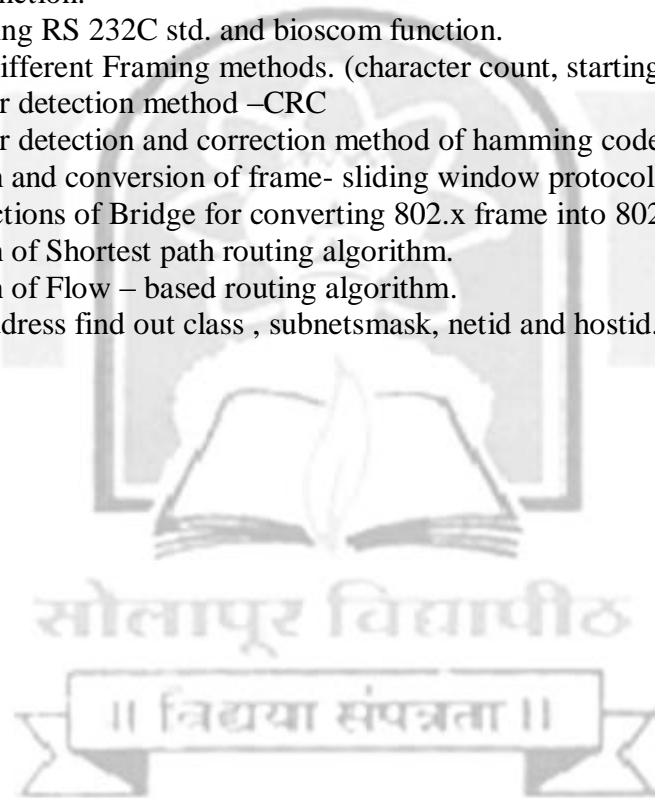 nction.
ing RS 232C std. and bioscom function.
ifferent Framing methods. (character count, starting
r detection method –CRC
r detection and correction method of hamming code
n and conversion of frame- sliding window protocol
ctions of Bridge for converting 802.x frame into 802
n of Shortest path routing algorithm.
n of Flow – based routing algorithm.
ddress find out class , subnetsmask, netid and hostid.
सोलापूर विद्यापीठ
॥ विद्यया संपन्नता ॥